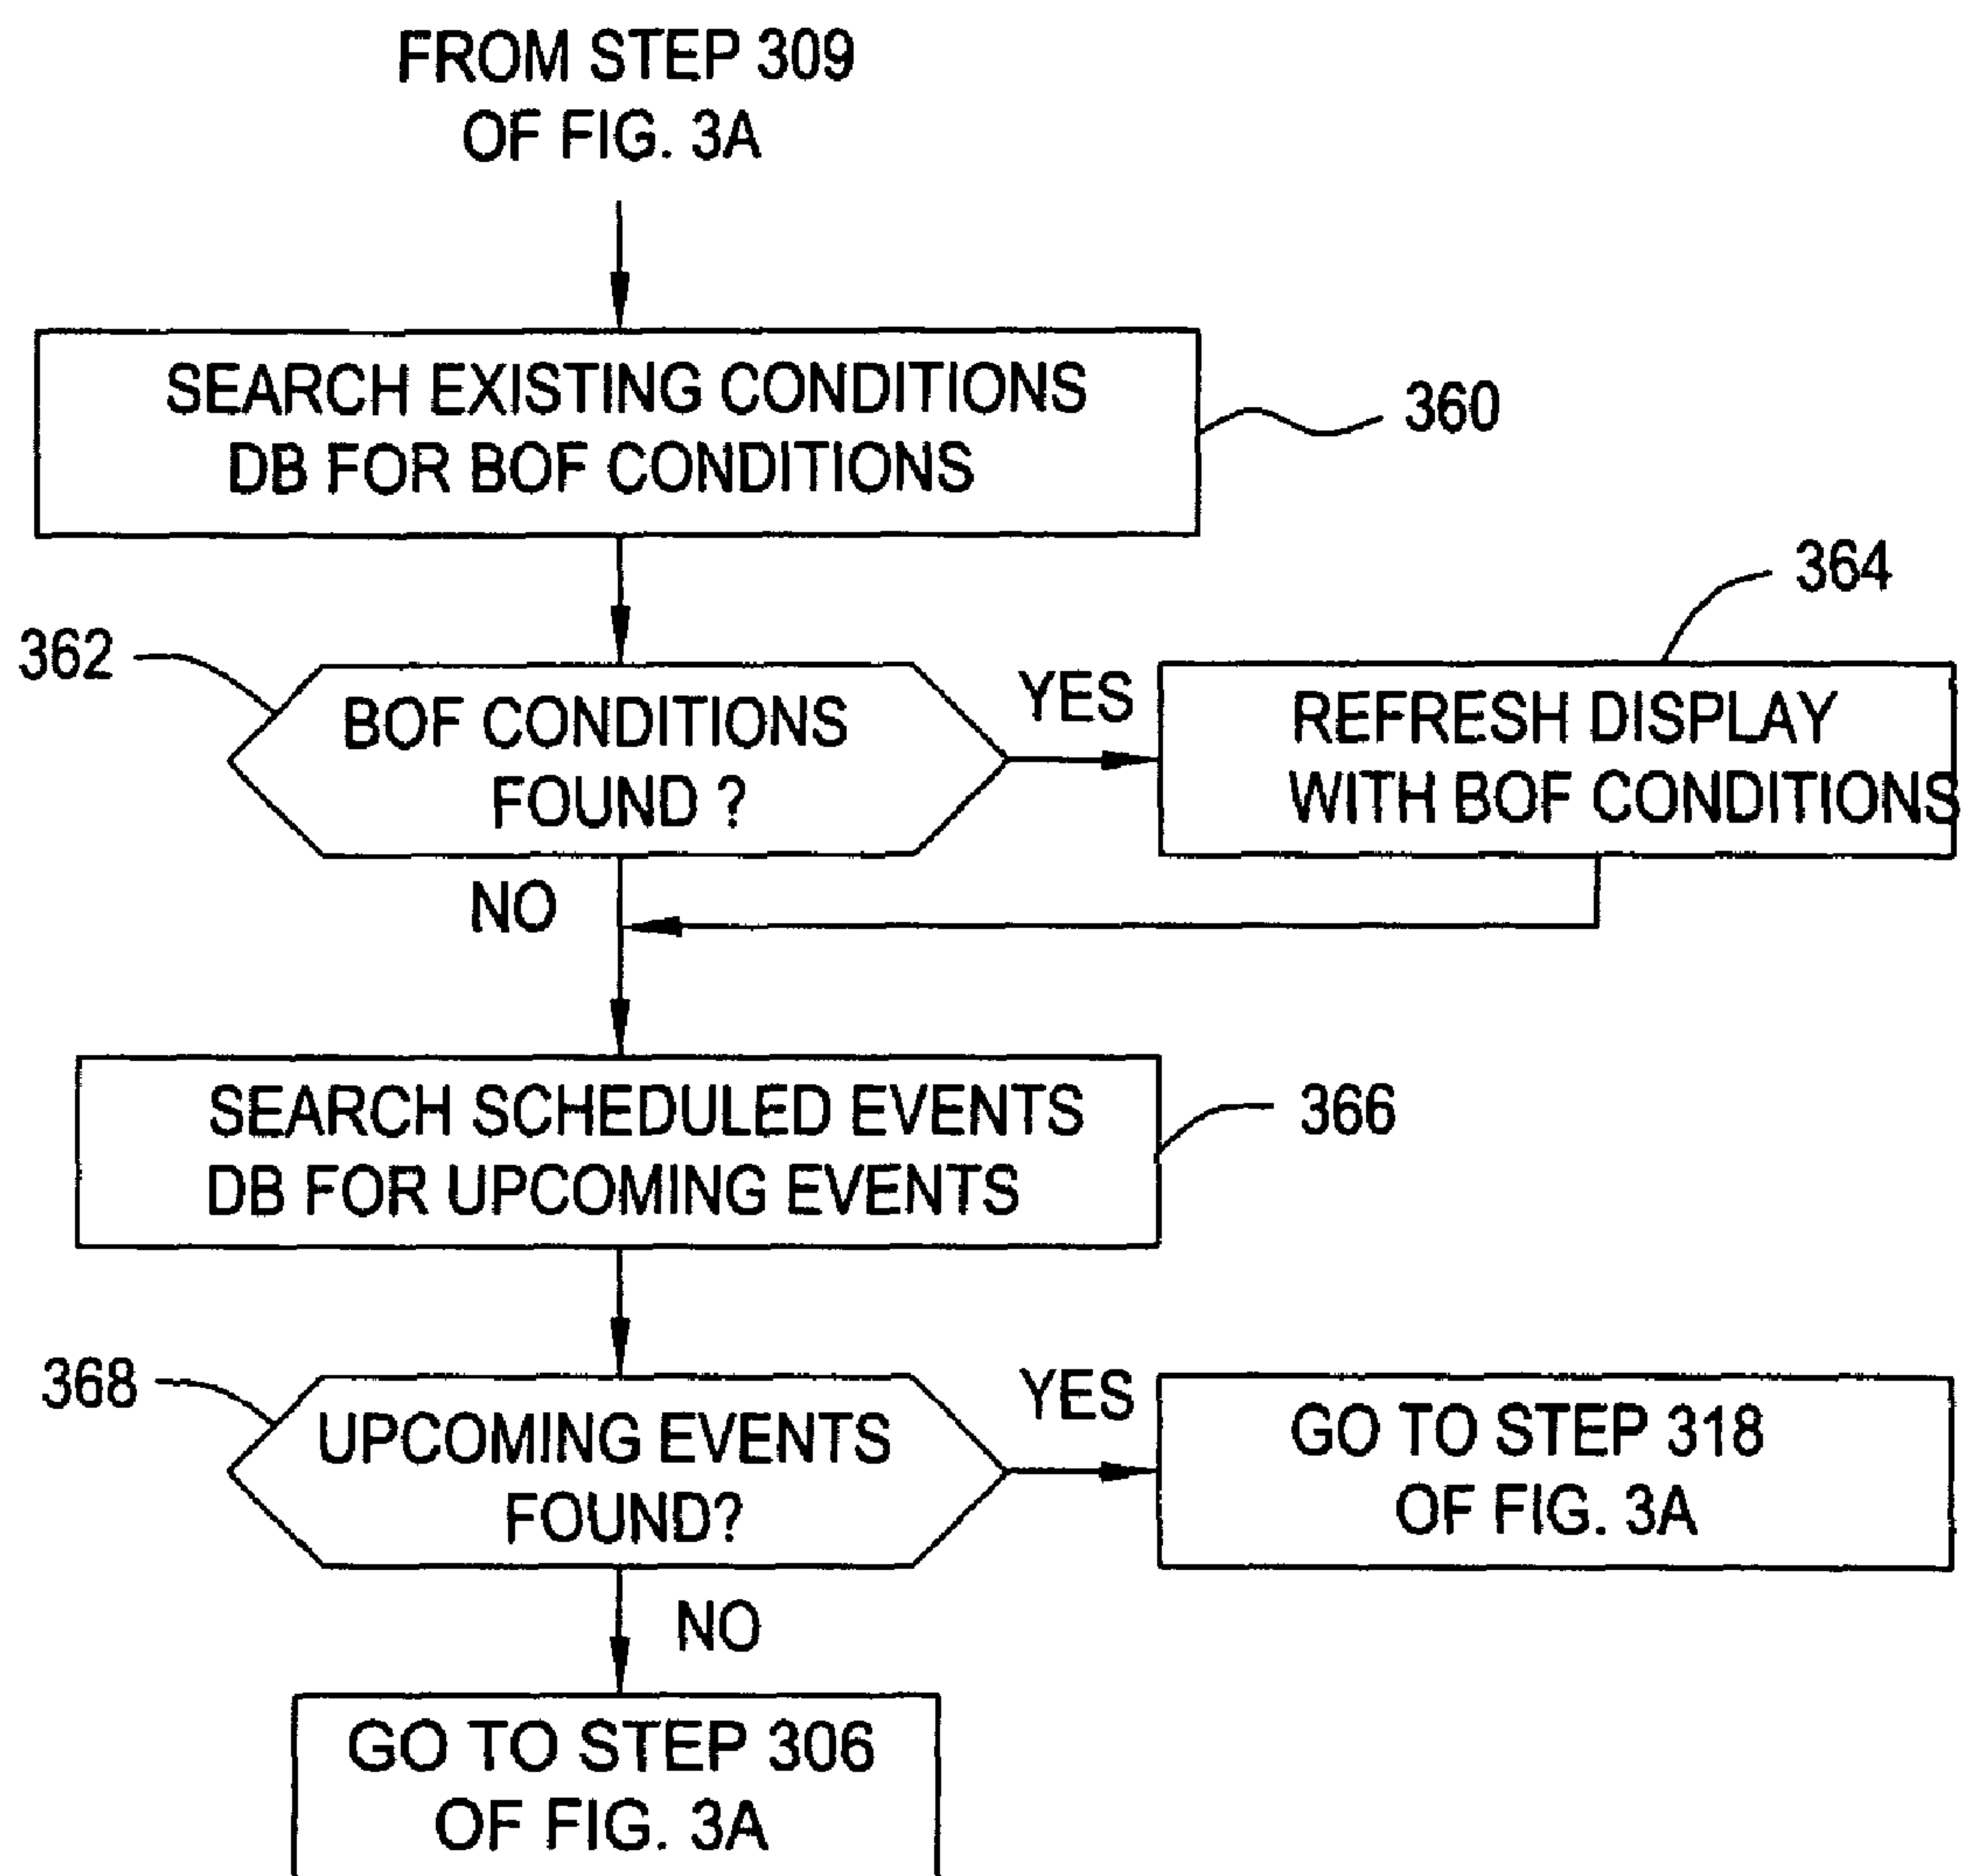 FROM STEP 309
OF FIG. 3A
SEARCH EXISTING CONDITIONS
DB FOR BOF CONDITIONS
360
364
362
BOF CONDITIONS
FOUND ?
YES
REFRESH DISPLAY
WITH BOF CONDITIONS
NO
SEARCH SCHEDULED EVENTS
DB FOR UPCOMING EVENTS
366
368
UPCOMING EVENTS
FOUND?
YES
GO TO STEP 318
OF FIG. 3A
NO
GO TO STEP 306
OF FIG. 3A